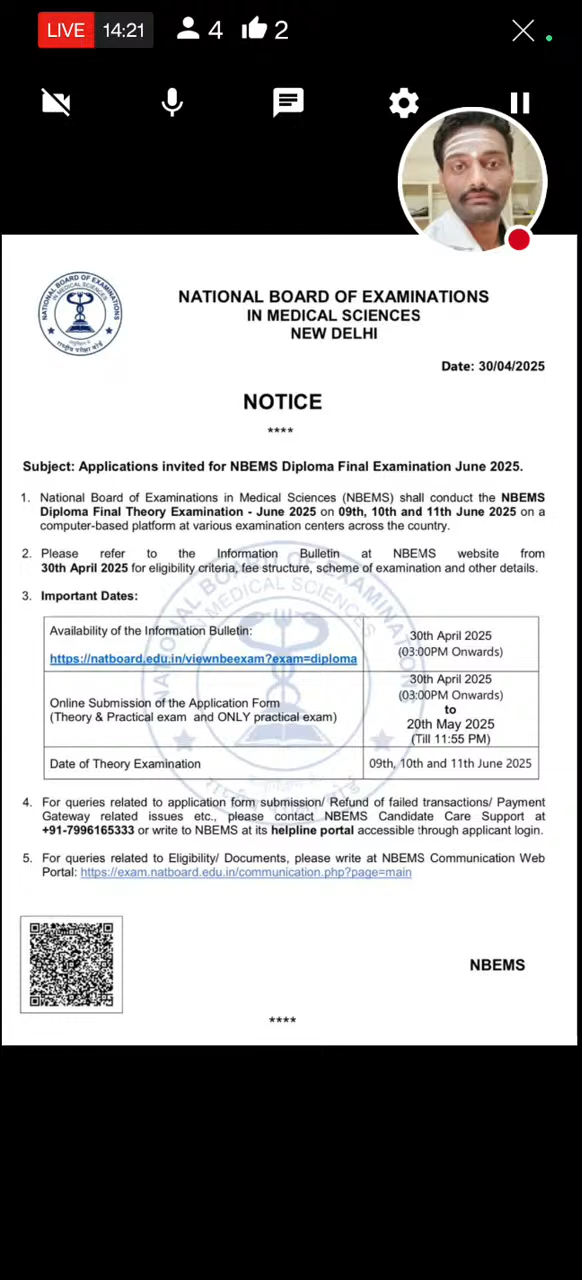 LIVE 14:21 4 2
NATIONAL BOARD OF EXAMINATIONS
IN MEDICAL SCIENCES
NEW DELHI
Date: 30/04/2025
NOTICE
****
Subject: Applications invited for NBEMS Diploma Final Examination June 2025.
1. National Board of Examinations in Medical Sciences (NBEMS) shall conduct the NBEMS
Diploma Final Theory Examination - June 2025 on 09th, 10th and 11th June 2025 on a
computer-based platform at various examination centers across the country.
2. Please refer to the Information Bulletin at NBEMS website from
30th April 2025 for eligibility criteria, fee structure, scheme of examination and other details.
3. Important Dates:
Availability of the Information Bulletin:
https://natboard.edu.in/viewnbeexam?exam=diploma
30th April 2025
(03:00PM Onwards)
Online Submission of the Application Form
(Theory & Practical exam and ONLY practical exam)
30th April 2025
(03:00PM Onwards)
to
20th May 2025
(Till 11:55 PM)
Date of Theory Examination
09th, 10th and 11th June 2025
4. For queries related to application form submission/ Refund of failed transactions/ Payment
Gateway related issues etc., please contact NBEMS Candidate Care Support at
+91-7996165333 or write to NBEMS at its helpline portal accessible through applicant login.
5. For queries related to Eligibility/ Documents, please write at NBEMS Communication Web
Portal: https://exam.natboard.edu.in/communication.php?page=main
NBEMS
****
NATIONAL BOARD OF EXAMINATIONS
IN MEDICAL SCIENCES
राष्ट्रीय परीक्षा बोर्ड